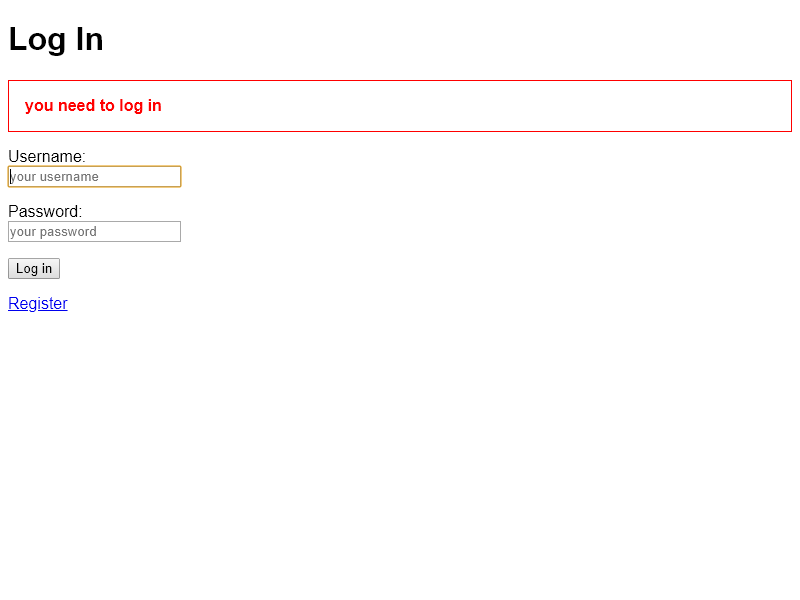 Log In
you need to log in
Username:
your username
Password:
your password
Log in
Register